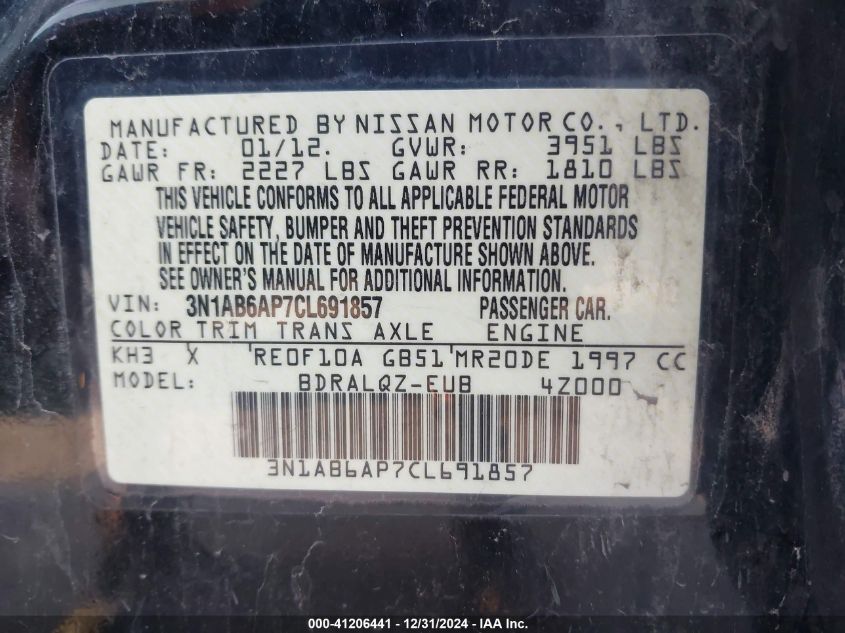 MANUFACTURED BY NISSAN MOTOR CO., LTD.
DATE: 01/12. GVWR: 3951 LBS
GAWR FR: 2227 LBS GAWR RR: 1810 LBS
THIS VEHICLE CONFORMS TO ALL APPLICABLE FEDERAL MOTOR
VEHICLE SAFETY, BUMPER AND THEFT PREVENTION STANDARDS
IN EFFECT ON THE DATE OF MANUFACTURE SHOWN ABOVE.
SEE OWNER'S MANUAL FOR ADDITIONAL INFORMATION.
VIN: 3N1AB6AP7CL691857 PASSENGER CAR.
COLOR TRIM TRANS AXLE ENGINE
KH3 X RE0F10A GB51 MR20DE 1997 CC
MODEL: BDRALQZ-EUB 4Z000
3N1AB6AP7CL691857
000-41206441 - 12/31/2024 - IAA Inc.